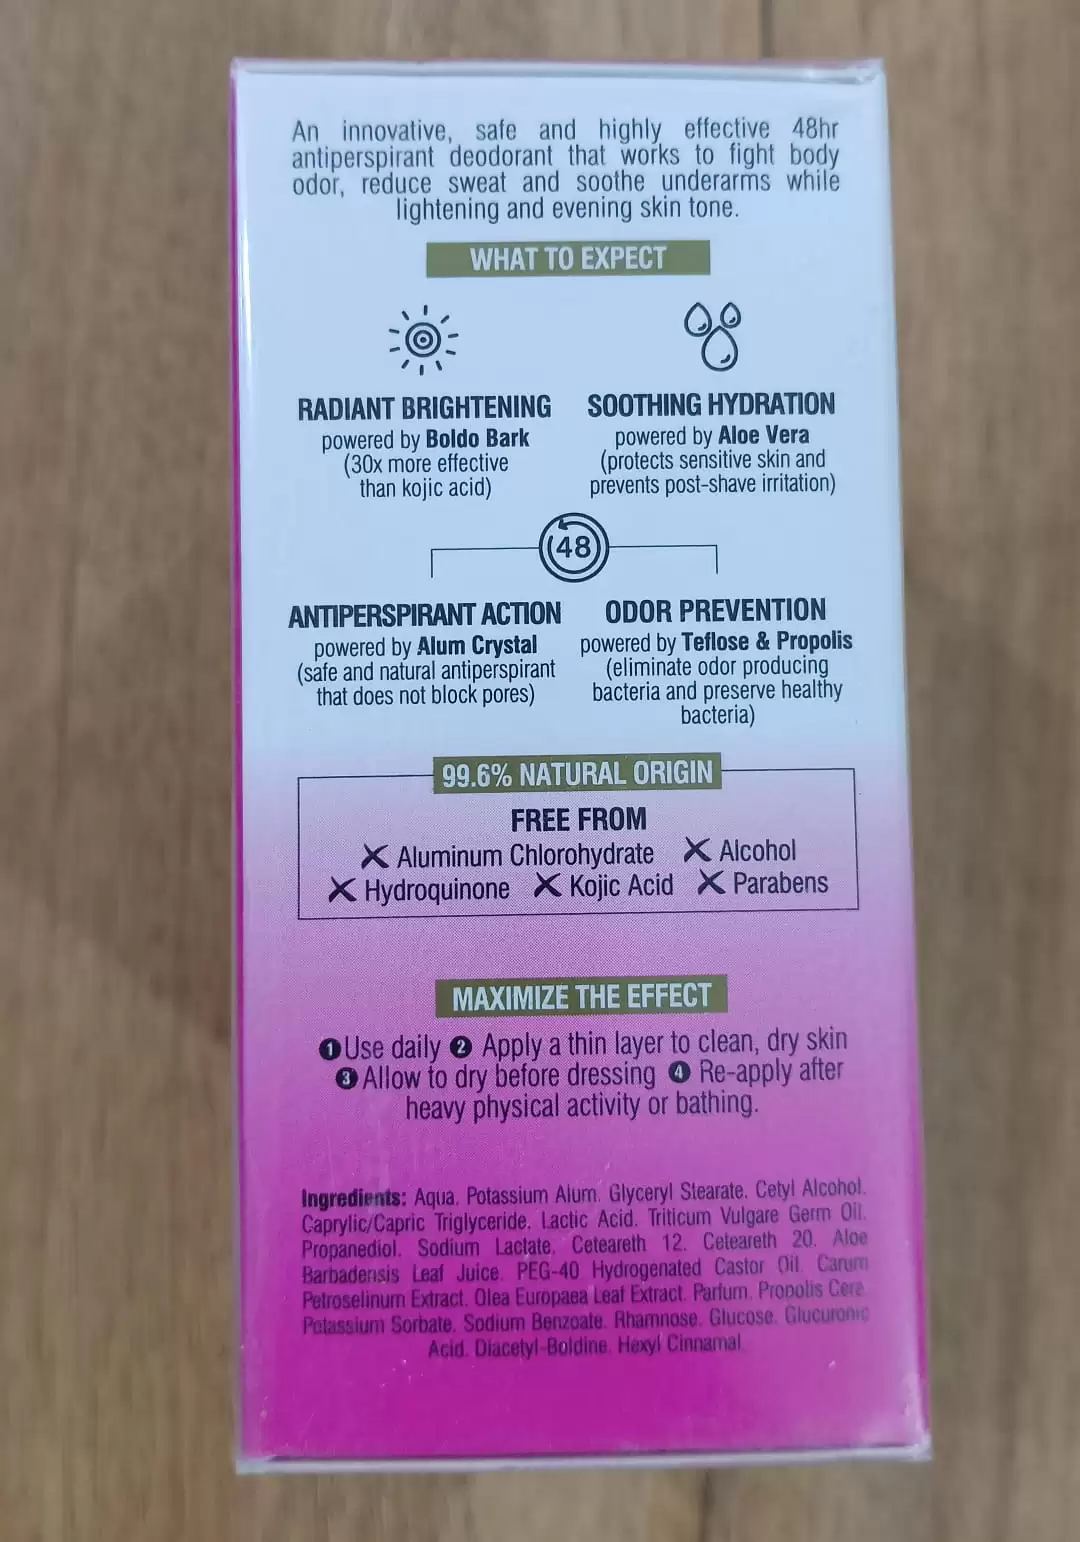 An innovative, safe and highly effective 48hr
antiperspirant deodorant that works to fight body
odor, reduce sweat and soothe underarms while
lightening and evening skin tone.
WHAT TO EXPECT
RADIANT BRIGHTENING
powered by Boldo Bark
(30x more effective
than kojic acid)
SOOTHING HYDRATION
powered by Aloe Vera
(protects sensitive skin and
prevents post-shave irritation)
48
ANTIPERSPIRANT ACTION
powered by Alum Crystal
(safe and natural antiperspirant
that does not block pores)
ODOR PREVENTION
powered by Teflose & Propolis
(eliminate odor producing
bacteria and preserve healthy
bacteria)
99.6% NATURAL ORIGIN
FREE FROM
Aluminum Chlorohydrate Alcohol
Hydroquinone Kojic Acid Parabens
MAXIMIZE THE EFFECT
1 Use daily 2 Apply a thin layer to clean, dry skin
3 Allow to dry before dressing 4 Re-apply after
heavy physical activity or bathing.
Ingredients: Aqua. Potassium Alum. Glyceryl Stearate. Cetyl Alcohol.
Caprylic/Capric Triglyceride. Lactic Acid. Triticum Vulgare Germ Oil.
Propanediol. Sodium Lactate. Ceteareth 12. Ceteareth 20. Aloe
Barbadensis Leaf Juice. PEG-40 Hydrogenated Castor Oil. Carum
Petroselinum Extract. Olea Europaea Leaf Extract. Parfum. Propolis Cera.
Potassium Sorbate. Sodium Benzoate. Rhamnose. Glucose. Glucuronic
Acid. Diacetyl-Boldine. Hexyl Cinnamal.